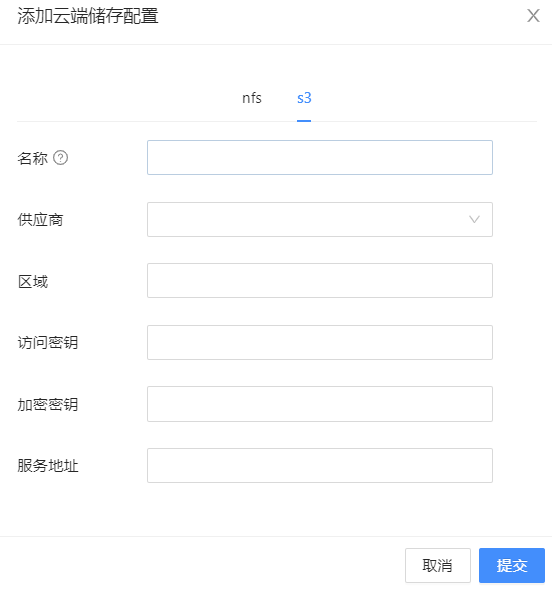 添加云端储存配置
nfs s3
名称
供应商
区域
访问密钥
加密密钥
服务地址
取消 提交